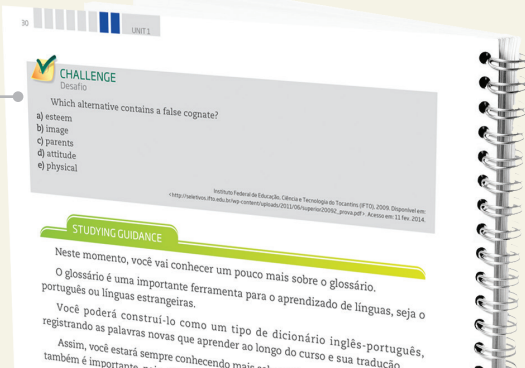 30
UNIT 1
CHALLENGE
Desafio
Which alternative contains a false cognate?
a) esteem
b) image
c) parents
d) attitude
e) physical
Instituto Federal de Educação, Ciência e Tecnologia do Tocantins (IFTO), 2009. Disponível em:
<http://seletivos.ifto.edu.br/wp-content/uploads/2011/05/superior20092_prova.pdf>. Acesso em: 11 fev. 2014.
STUDYING GUIDANCE
Neste momento, você vai conhecer um pouco mais sobre o glossário.
O glossário é uma importante ferramenta para o aprendizado de línguas, seja o
português ou línguas estrangeiras.
Você poderá construí-lo como um tipo de dicionário inglês-português,
registrando as palavras novas que aprender ao longo do curso e sua tradução.
Assim, você estará sempre conhecendo mais
também é importante